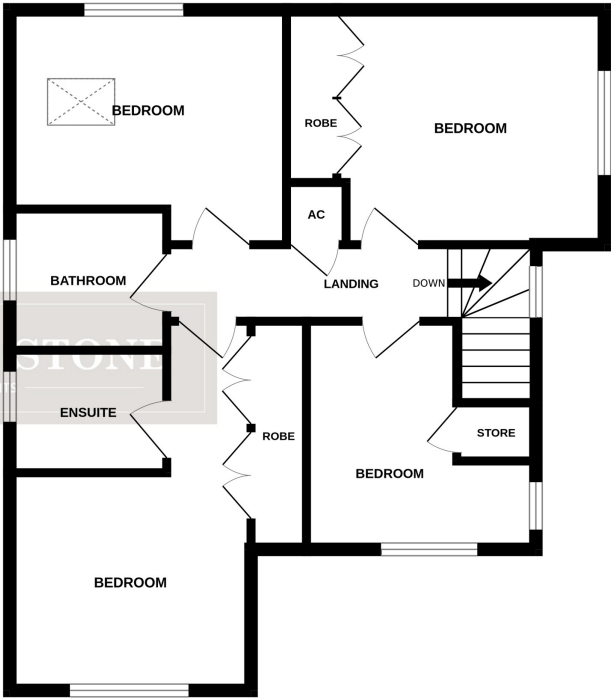 BEDROOM
ROBE
BEDROOM
AC
BATHROOM
LANDING
DOWN
STONE
ENSUITE
ROBE
STORE
BEDROOM
BEDROOM